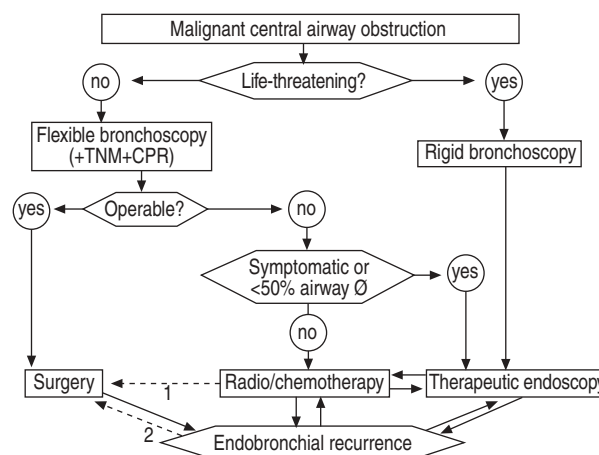 Malignant central airway obstruction
no
Life-threatening?
yes
Flexible bronchoscopy
(+TNM+CPR)
Rigid bronchoscopy
yes
Operable?
no
Symptomatic or
<50% airway Ø
yes
no
Surgery
1
Radio/chemotherapy
Therapeutic endoscopy
2
Endobronchial recurrence